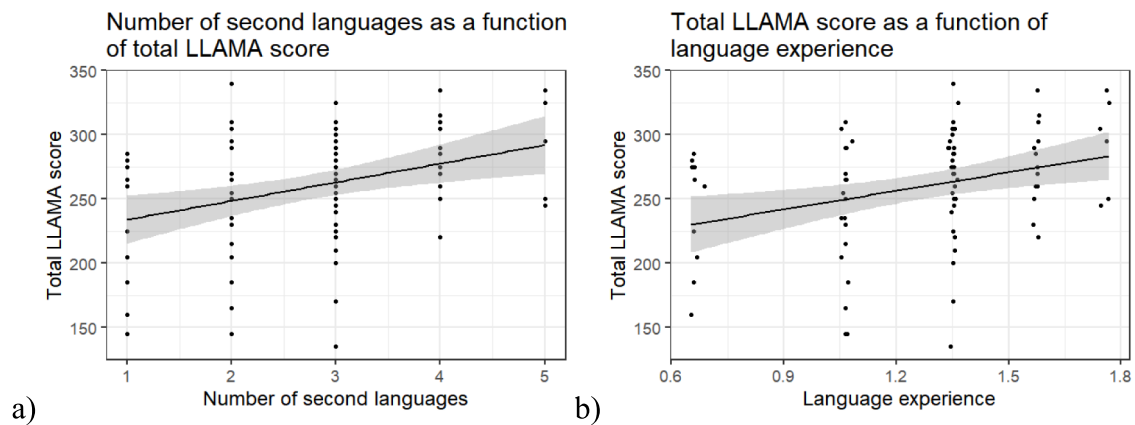 Number of second languages as a function
of total LLAMA score
350
300
250
200
150
Total LLAMA score
1 2 3 4 5
Number of second languages
a)
Total LLAMA score as a function of
language experience
350
300
250
200
150
Total LLAMA score
0.6 0.9 1.2 1.5 1.8
Language experience
b)